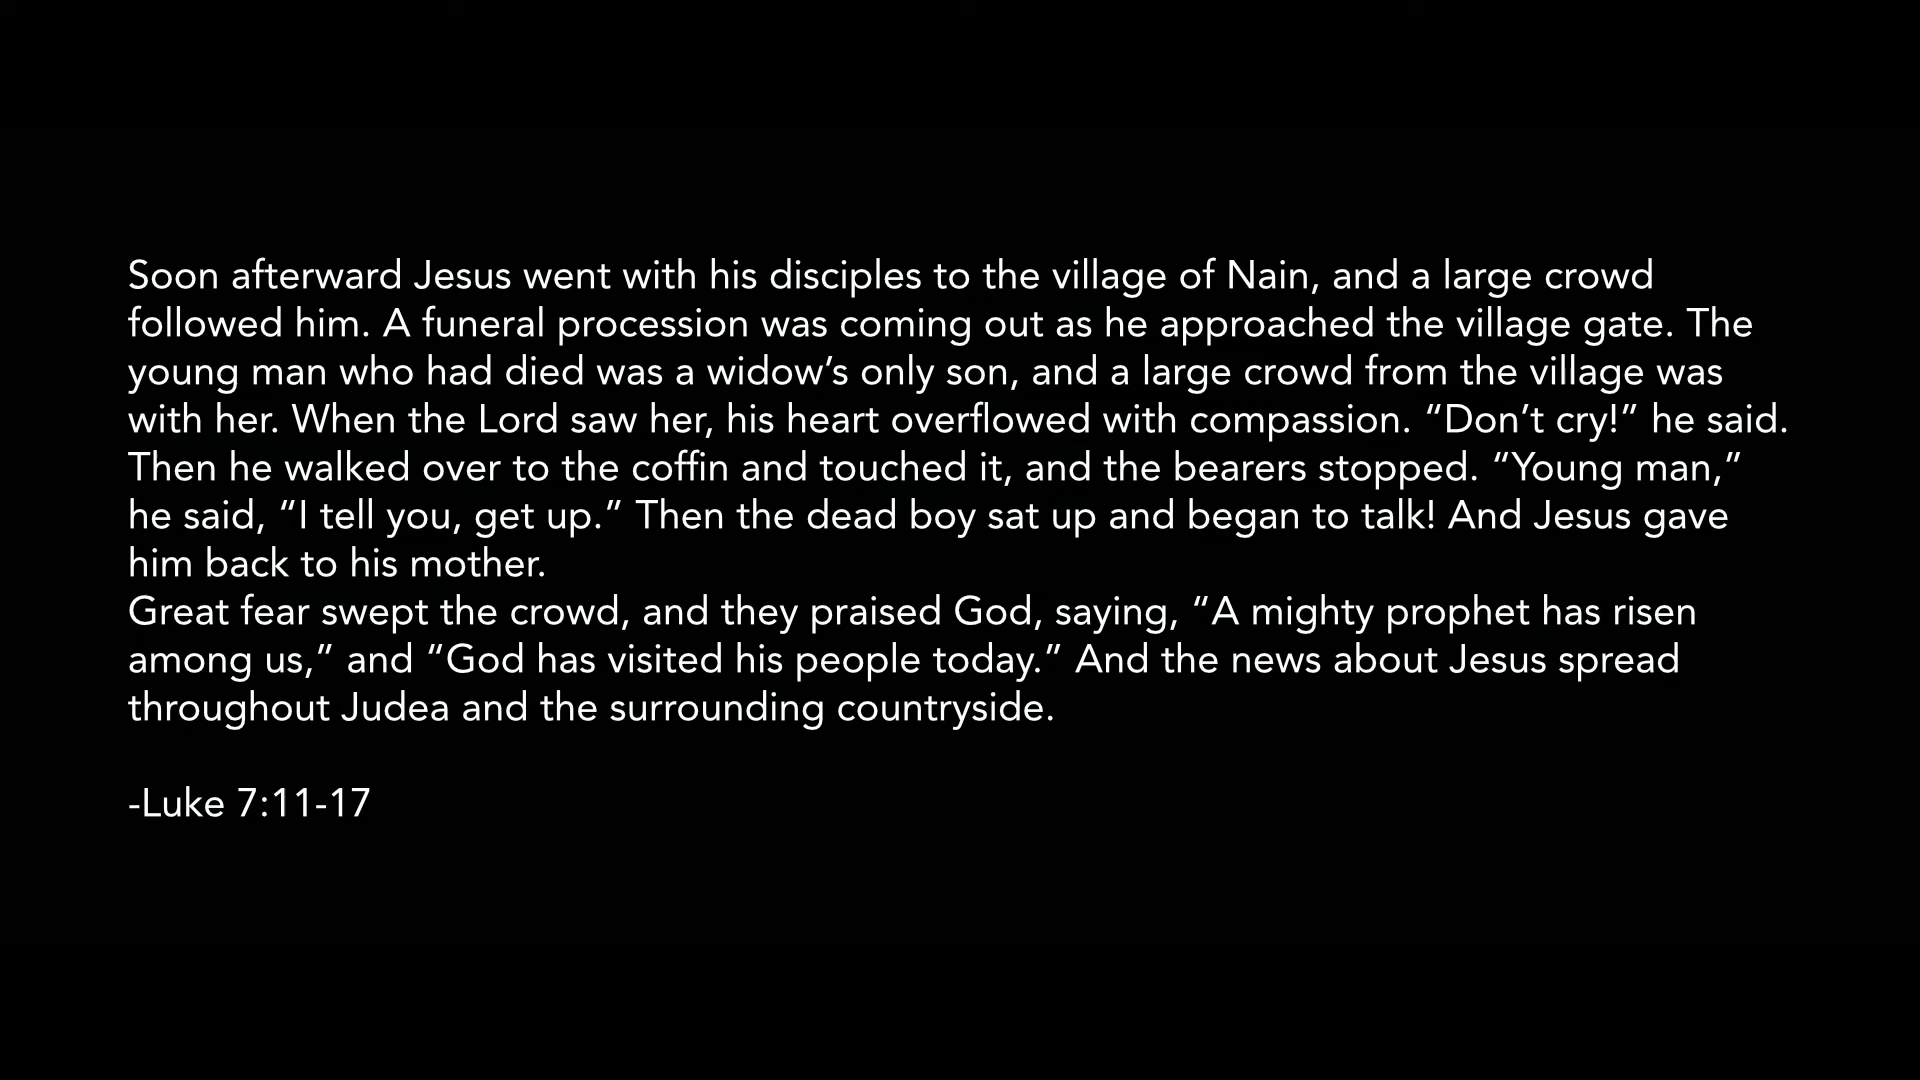 Soon afterward Jesus went with his disciples to the village of Nain, and a large crowd
followed him. A funeral procession was coming out as he approached the village gate. The
young man who had died was a widow’s only son, and a large crowd from the village was
with her. When the Lord saw her, his heart overflowed with compassion. “Don’t cry!” he said.
Then he walked over to the coffin and touched it, and the bearers stopped. “Young man,”
he said, “I tell you, get up.” Then the dead boy sat up and began to talk! And Jesus gave
him back to his mother.
Great fear swept the crowd, and they praised God, saying, “A mighty prophet has risen
among us,” and “God has visited his people today.” And the news about Jesus spread
throughout Judea and the surrounding countryside.
-Luke 7:11-17